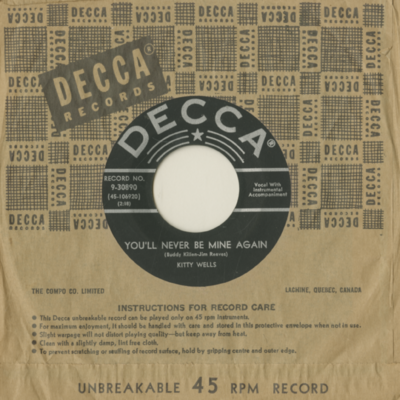 DECCA®
RECORDS
DECCA®
RECORD NO.
9-30890
(45-106920)
(2:18)
Vocal With
Instrumental
Accompaniment
YOU'LL NEVER BE MINE AGAIN
(Buddy Killen-Jim Reeves)
KITTY WELLS
THE COMPO CO. LIMITED
LACHINE, QUEBEC, CANADA
INSTRUCTIONS FOR RECORD CARE
● This Decca unbreakable record can be played only on 45 rpm instruments.
● For maximum enjoyment, it should be handled with care and stored in this protective envelope when not in use.
● Slight warpage will not distort playing quality—but keep away from heat.
● Clean with a slightly damp, lint free cloth.
● To prevent scratching or soiling of record surface, hold by gripping centre and outer edge.
UNBREAKABLE 45 RPM RECORD